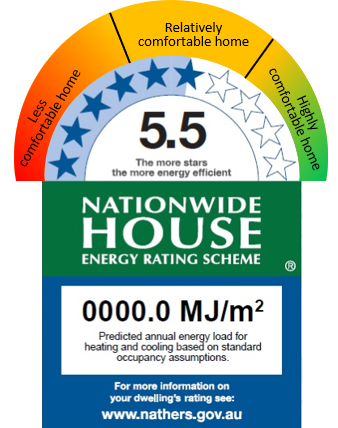 Relatively
comfortable home
Less
comfortable home
Highly
comfortable home
5.5
The more stars
the more energy efficient
NATIONWIDE
HOUSE
ENERGY RATING SCHEME
®
0000.0 MJ/m²
Predicted annual energy load for
heating and cooling based on standard
occupancy assumptions.
For more information on
your dwelling's rating see:
www.nathers.gov.au